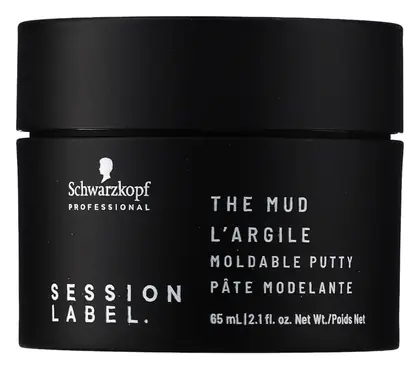 Schwarzkopf
PROFESSIONAL
SESSION
LABEL.
THE MUD
L'ARGILE
MOLDABLE PUTTY
PÂTE MODELANTE
65 mL|2.1 fl. oz. Net Wt./Poids Net